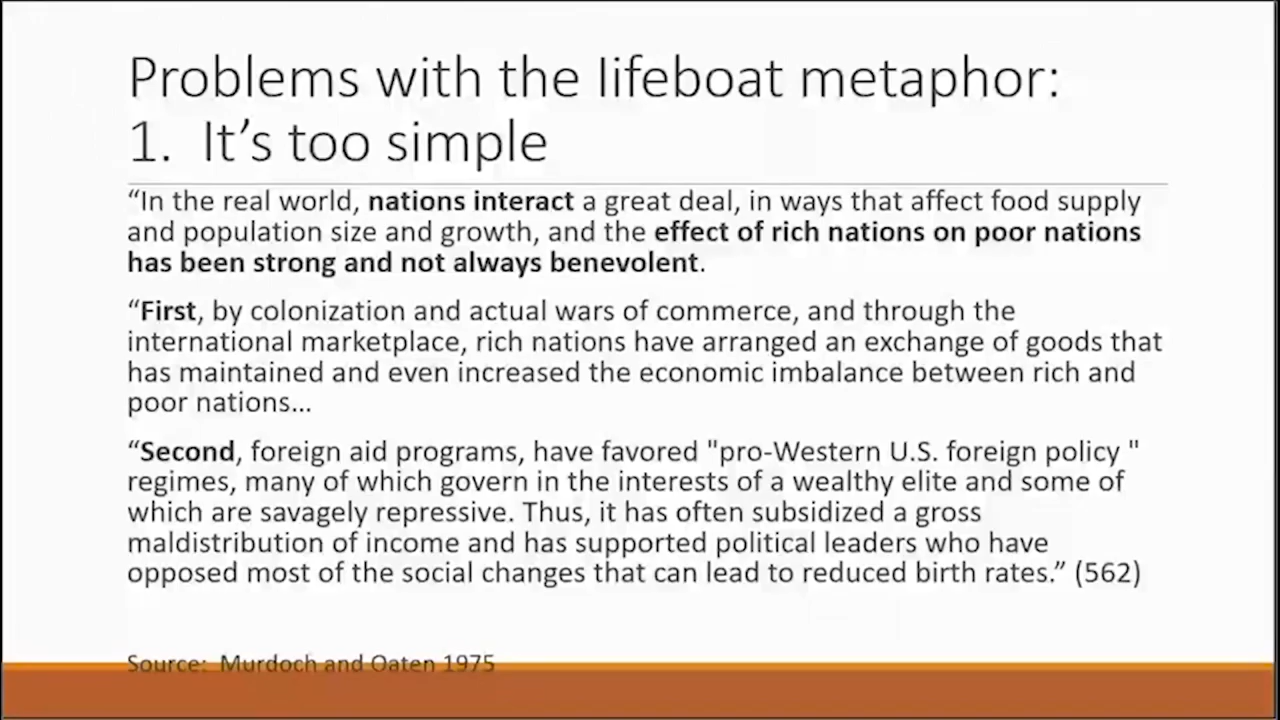 Problems with the lifeboat metaphor:
1. It’s too simple
“In the real world, nations interact a great deal, in ways that affect food supply
and population size and growth, and the effect of rich nations on poor nations
has been strong and not always benevolent.
“First, by colonization and actual wars of commerce, and through the
international marketplace, rich nations have arranged an exchange of goods that
has maintained and even increased the economic imbalance between rich and
poor nations…
“Second, foreign aid programs, have favored "pro-Western U.S. foreign policy "
regimes, many of which govern in the interests of a wealthy elite and some of
which are savagely repressive. Thus, it has often subsidized a gross
maldistribution of income and has supported political leaders who have
opposed most of the social changes that can lead to reduced birth rates.” (562)
Source: Murdoch and Oaten 1975